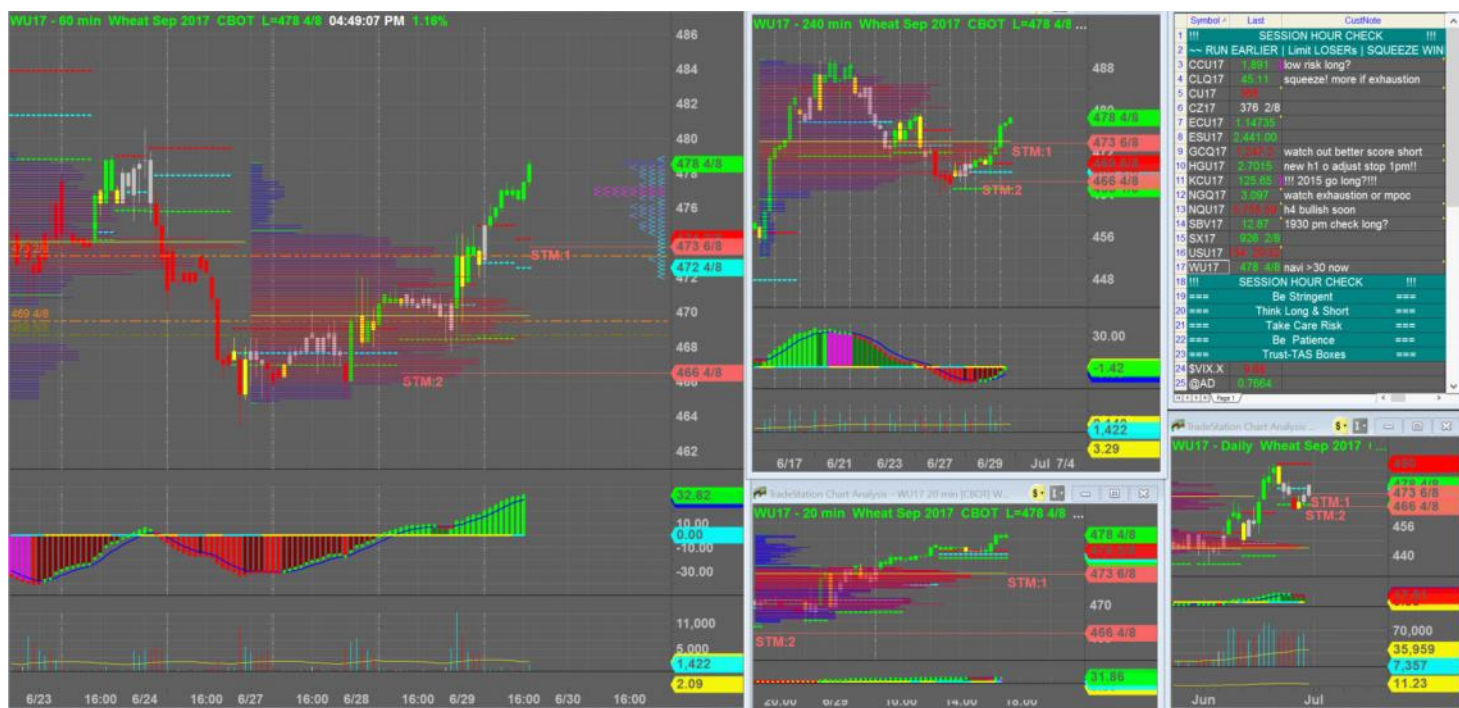 WU17 - 60 min Wheat Sep 2017 CBOT L=478 4/8 04:49:07 PM 1.16%
486
484
482
480
478 4/8
478
476
473 6/8
STM:1
472 4/8
470
469 4/8
468
466 4/8
STM:2
464
462
32.82
10.00
0.00
-10.00
-30.00
11,000
5,000
1,422
2.09
6/23 16:00 6/24 16:00 6/27 16:00 6/28 16:00 6/29 16:00 6/30 16:00
WU17 - 240 min Wheat Sep 2017 CBOT L=478 4/8 ...
488
478 4/8
473 6/8
STM:1
466 4/8
STM:2
456
448
30.00
-1.42
1,422
3.29
6/17 6/21 6/23 6/27 6/29 Jul 7/4
TradeStation Chart Analysis - WU17 20 min [CBOT] W...
WU17 - 20 min Wheat Sep 2017 CBOT L=478 4/8 ...
478 4/8
473 6/8
STM:1
470
466 4/8
STM:2
31.86
20:00 6/29 10:00 14:00 18:00
Symbol Last CustNote
1 !!! SESSION HOUR CHECK !!!
2 ~~ RUN EARLIER | Limit LOSERs | SQUEEZE WIN
3 CCU17 1,891 low risk long?
4 CLQ17 45.11 squeeze! more if exhaustion
5 CU17
6 CZ17 376 2/8
7 ECU17 1.14735
8 ESU17 2,441.00
9 GCQ17 watch out better score short
10 HGU17 2.7015 new h1 o adjust stop 1pm!!
11 KCU17 125.65 !!! 2015 go long?!!!
12 NGQ17 3.097 watch exhaustion or mpoc
13 NQU17 h4 bullish soon
14 SBV17 12.87 1930 pm check long?
15 SX17 926 2/8
16 USU17
17 WU17 478 4/8 navi >30 now
18 !!! SESSION HOUR CHECK !!!
19 === Be Stringent ===
20 === Think Long & Short ===
21 === Take Care Risk ===
22 === Be Patience ===
23 === Trust-TAS Boxes ===
24 $VIX.X
25 @AD 0.7664
Page 1
TradeStation Chart Analysis ...
WU17 - Daily Wheat Sep 2017
473 6/8
STM:1
466 4/8
STM:2
456
440
70,000
35,959
7,357
11.23
Jun Jul